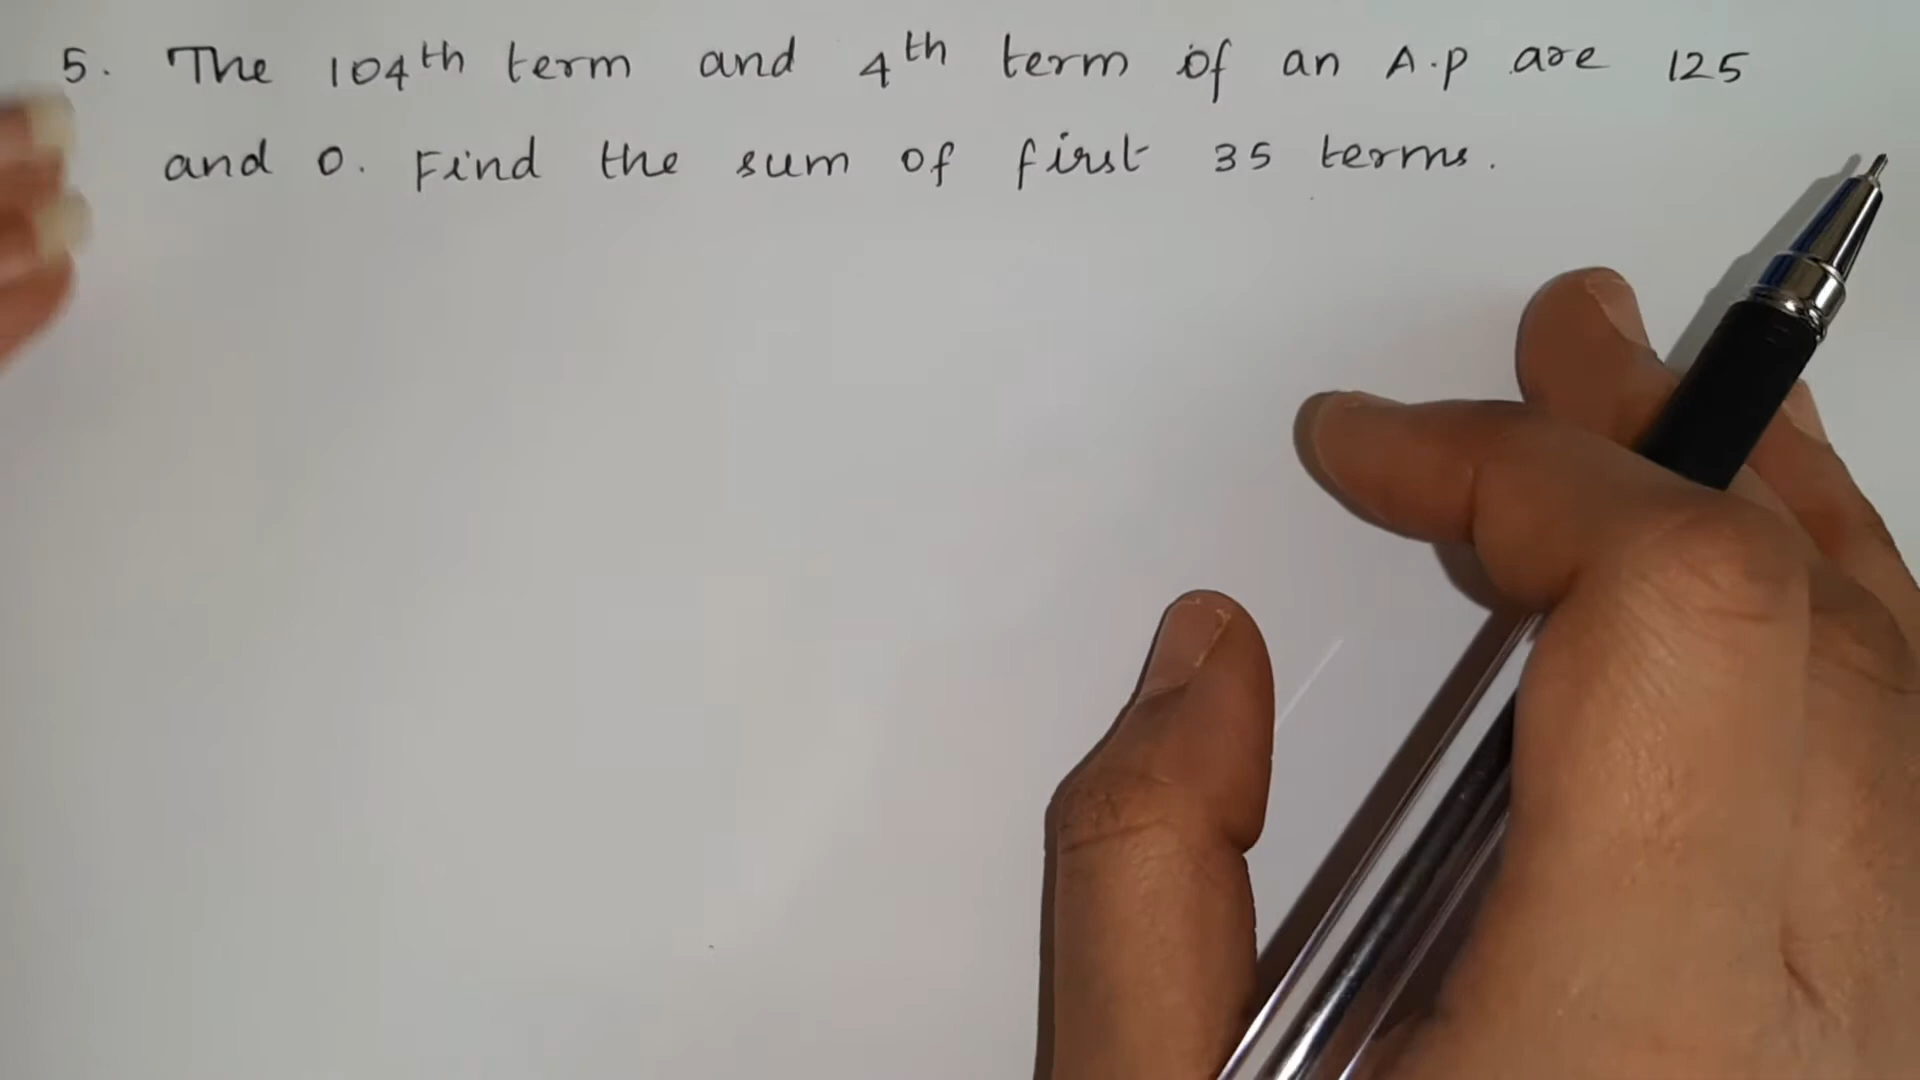 5. The 104th term and 4th term of an A.P are 125
and 0. Find the sum of first 35 terms.